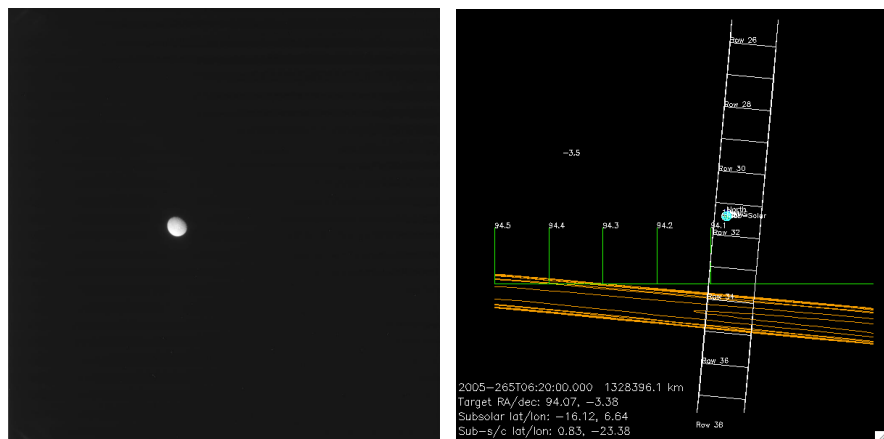 Row 26
Row 28
-3.5
Row 30
North
Solar
94.5 94.4 94.3 94.2 94.1
Row 32
Row 36
2005-265T06:20:00.000 1328396.1 km
Target RA/dec: 94.07, -3.38
Subsolar lat/lon: -16.12, 6.64
Sub-s/c lat/lon: 0.83, -23.38
Row 38